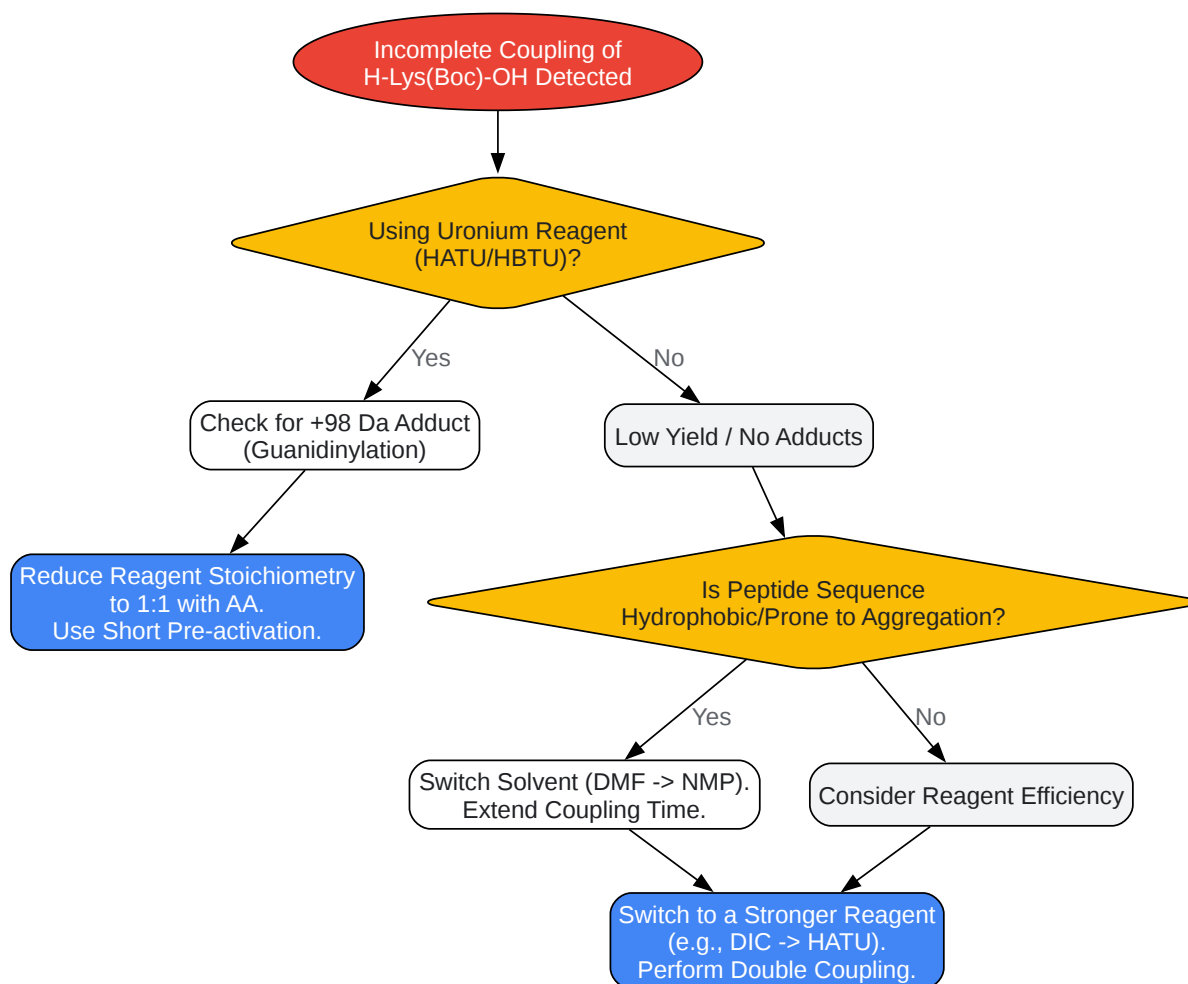 Incomplete Coupling of
H-Lys(Boc)-OH Detected
Using Uronium Reagent
(HATU/HBTU)?
Yes
No
Check for +98 Da Adduct
(Guanidinylation)
Low Yield / No Adducts
Reduce Reagent Stoichiometry
to 1:1 with AA.
Use Short Pre-activation.
Is Peptide Sequence
Hydrophobic/Prone to Aggregation?
Yes
No
Switch Solvent (DMF -> NMP).
Extend Coupling Time.
Consider Reagent Efficiency
Switch to a Stronger Reagent
(e.g., DIC -> HATU).
Perform Double Coupling.